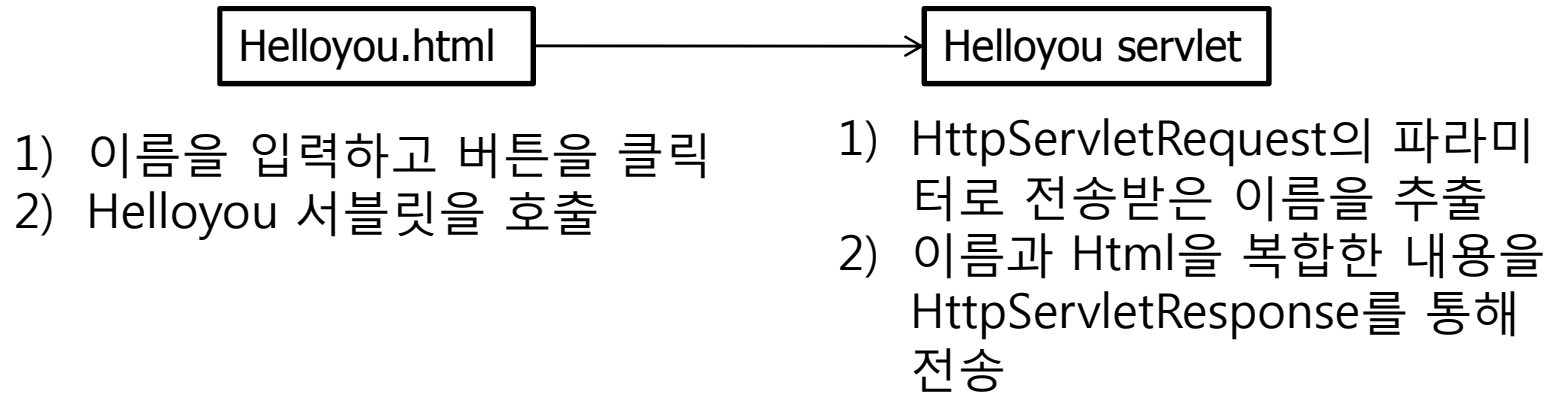 Helloyou.html
Helloyou servlet
1) 이름을 입력하고 버튼을 클릭
2) Helloyou 서블릿을 호출
1) HttpServletRequest의 파라미
터로 전송받은 이름을 추출
2) 이름과 Html을 복합한 내용을
HttpServletResponse를 통해
전송